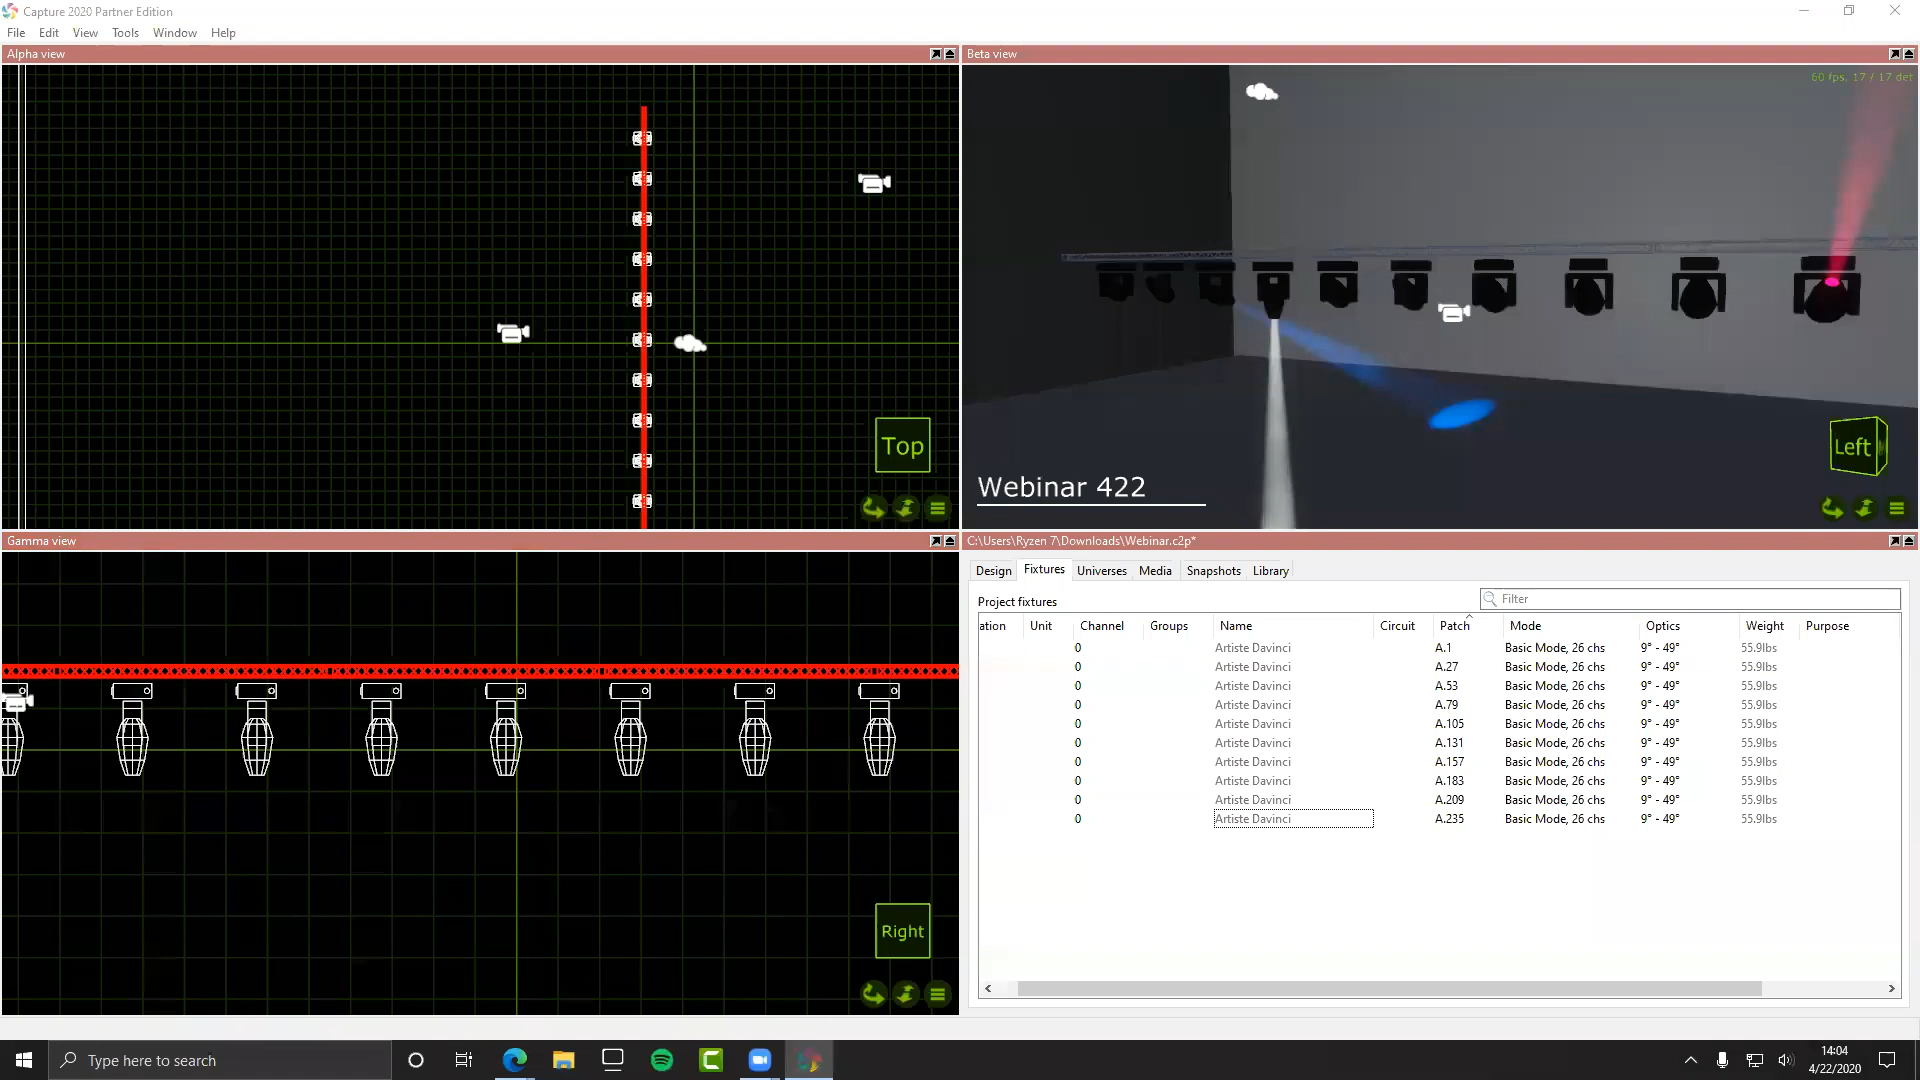 Capture 2020 Partner Edition
File Edit View Tools Window Help
Alpha view
Top
Beta view
60 fps. 17 / 17 det
Webinar 422
Left
Gamma view
Right
C:\Users\Ryzen 7\Downloads\Webinar.c2p*
Design Fixtures Universes Media Snapshots Library
Project fixtures
Filter
ation Unit Channel Groups Name Circuit Patch Mode Optics Weight Purpose
0 Artiste Davinci A.1 Basic Mode, 26 chs 9° - 49° 55.9lbs
0 Artiste Davinci A.27 Basic Mode, 26 chs 9° - 49° 55.9lbs
0 Artiste Davinci A.53 Basic Mode, 26 chs 9° - 49° 55.9lbs
0 Artiste Davinci A.79 Basic Mode, 26 chs 9° - 49° 55.9lbs
0 Artiste Davinci A.105 Basic Mode, 26 chs 9° - 49° 55.9lbs
0 Artiste Davinci A.131 Basic Mode, 26 chs 9° - 49° 55.9lbs
0 Artiste Davinci A.157 Basic Mode, 26 chs 9° - 49° 55.9lbs
0 Artiste Davinci A.183 Basic Mode, 26 chs 9° - 49° 55.9lbs
0 Artiste Davinci A.209 Basic Mode, 26 chs 9° - 49° 55.9lbs
0 Artiste Davinci A.235 Basic Mode, 26 chs 9° - 49° 55.9lbs
Type here to search
14:04
4/22/2020